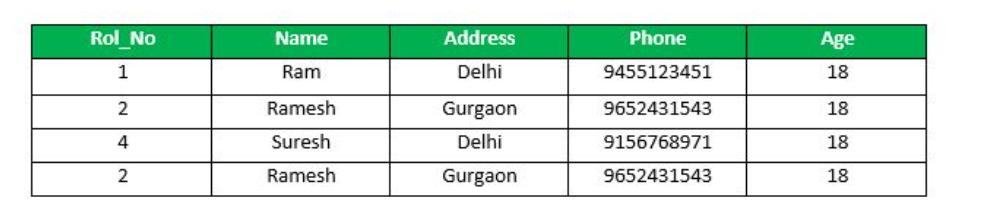 Rol_No Name Address Phone Age
1 Ram Delhi 9455123451 18
2 Ramesh Gurgaon 9652431543 18
4 Suresh Delhi 9156768971 18
2 Ramesh Gurgaon 9652431543 18